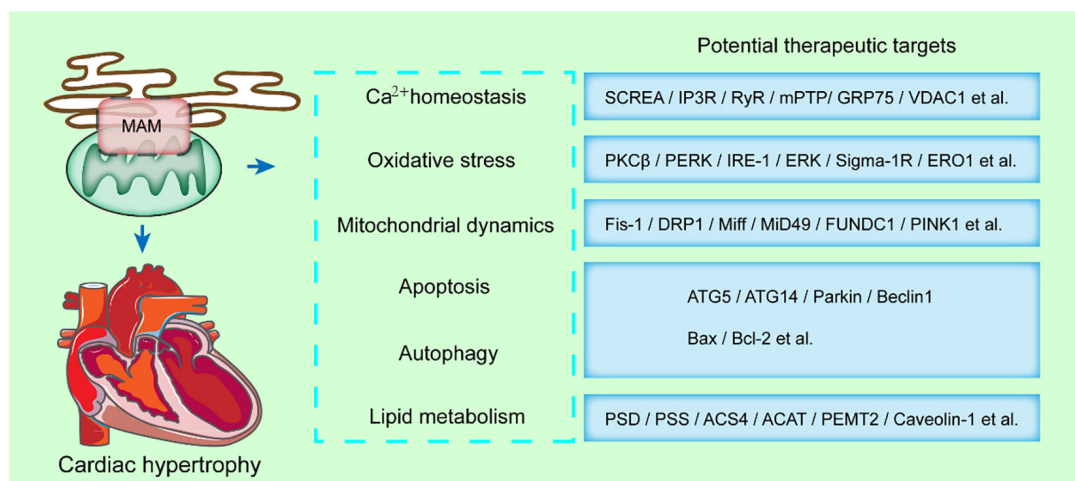 Potential therapeutic targets
MAM
Ca²⁺homeostasis
SCREA / IP3R / RyR / mPTP/ GRP75 / VDAC1 et al.
Oxidative stress
PKCβ / PERK / IRE-1 / ERK / Sigma-1R / ERO1 et al.
Mitochondrial dynamics
Fis-1 / DRP1 / Miff / MiD49 / FUNDC1 / PINK1 et al.
Apoptosis
ATG5 / ATG14 / Parkin / Beclin1
Autophagy
Bax / Bcl-2 et al.
Lipid metabolism
PSD / PSS / ACS4 / ACAT / PEMT2 / Caveolin-1 et al.
Cardiac hypertrophy